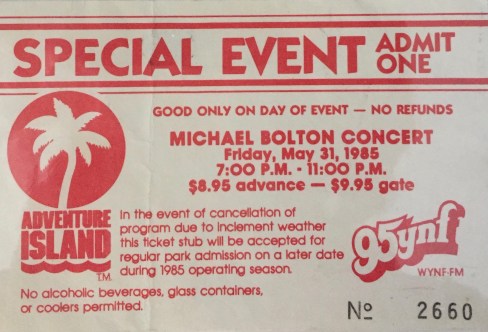 SPECIAL EVENT ADMIT ONE
GOOD ONLY ON DAY OF EVENT — NO REFUNDS
MICHAEL BOLTON CONCERT
Friday, May 31, 1985
7:00 P.M. - 11:00 P.M.
$8.95 advance — $9.95 gate
ADVENTURE
ISLAND
T.M.
In the event of cancellation of
program due to inclement weather
this ticket stub will be accepted for
regular park admission on a later date
during 1985 operating season.
95ynf
WYNF-FM
No alcoholic beverages, glass containers,
or coolers permitted.
Nº 2660